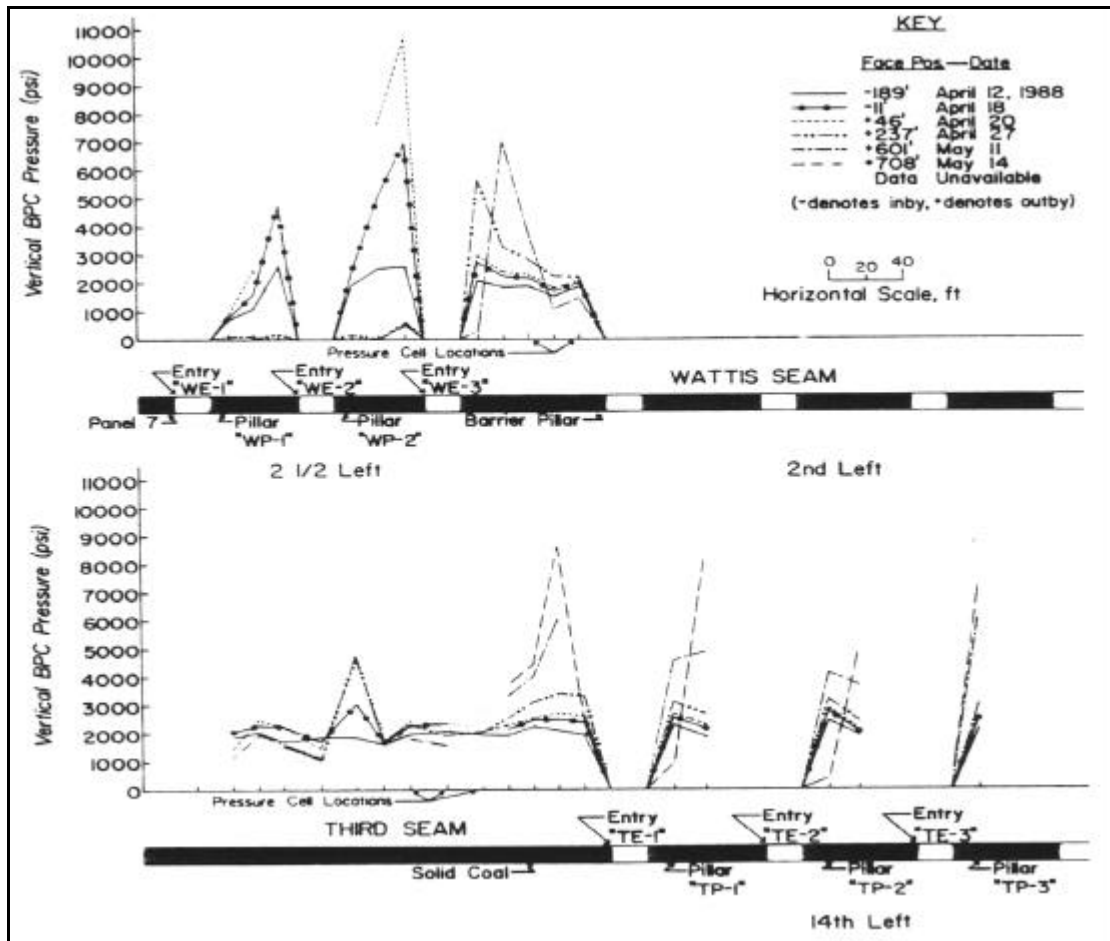 11000
10000
9000
8000
7000
6000
5000
4000
3000
2000
1000
0
Vertical BPC Pressure (psi)
KEY
Face Pos.—Date
-189' April 12, 1988
-11' April 18
+46' April 20
+237' April 27
+601' May 11
+708' May 14
Data Unavailable
(-denotes inby, +denotes outby)
0 20 40
Horizontal Scale, ft
Pressure Cell Locations
Entry "WE-1"
Entry "WE-2"
Entry "WE-3"
WATTIS SEAM
Panel 7
Pillar "WP-1"
Pillar "WP-2"
Barrier Pillar
2 1/2 Left
2nd Left
11000
10000
9000
8000
7000
6000
5000
4000
3000
2000
1000
0
Vertical BPC Pressure (psi)
Pressure Cell Locations
THIRD SEAM
Entry "TE-1"
Entry "TE-2"
Entry "TE-3"
Solid Coal
Pillar "TP-1"
Pillar "TP-2"
Pillar "TP-3"
14th Left